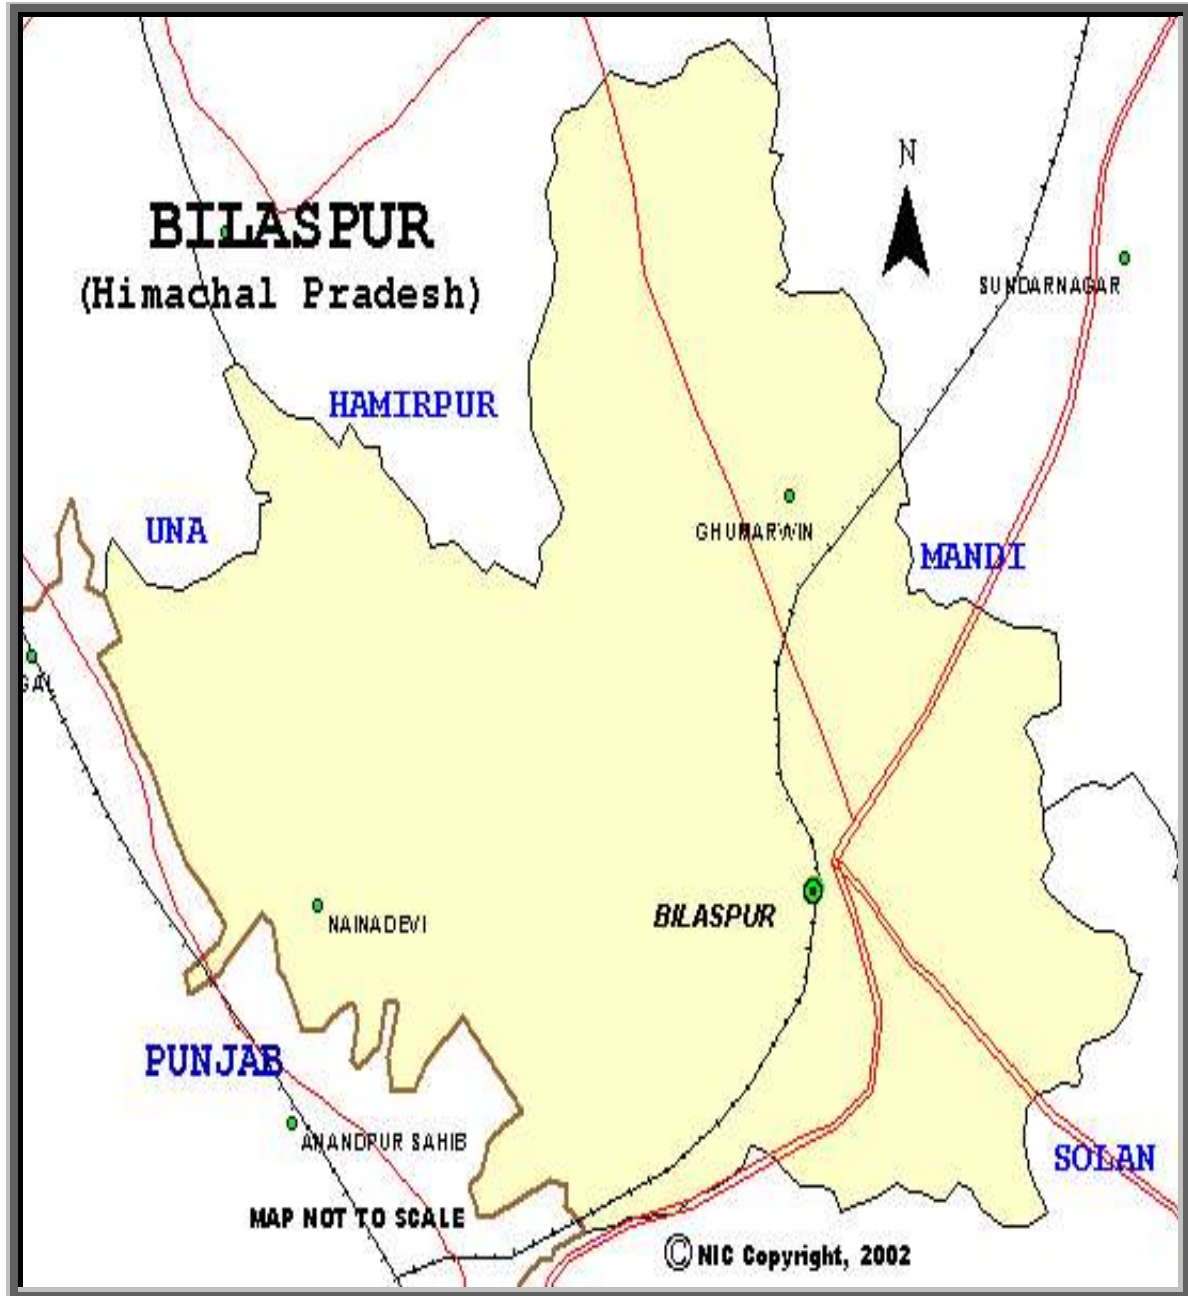 N
BILASPUR
(Himachal Pradesh)
SUNDARNAGAR
HAMIRPUR
UNA
GHUMARWIN
MANDI
GAL
BILASPUR
NAINADEVI
PUNJAB
ANANDPUR SAHIB
SOLAN
MAP NOT TO SCALE
© NIC Copyright, 2002